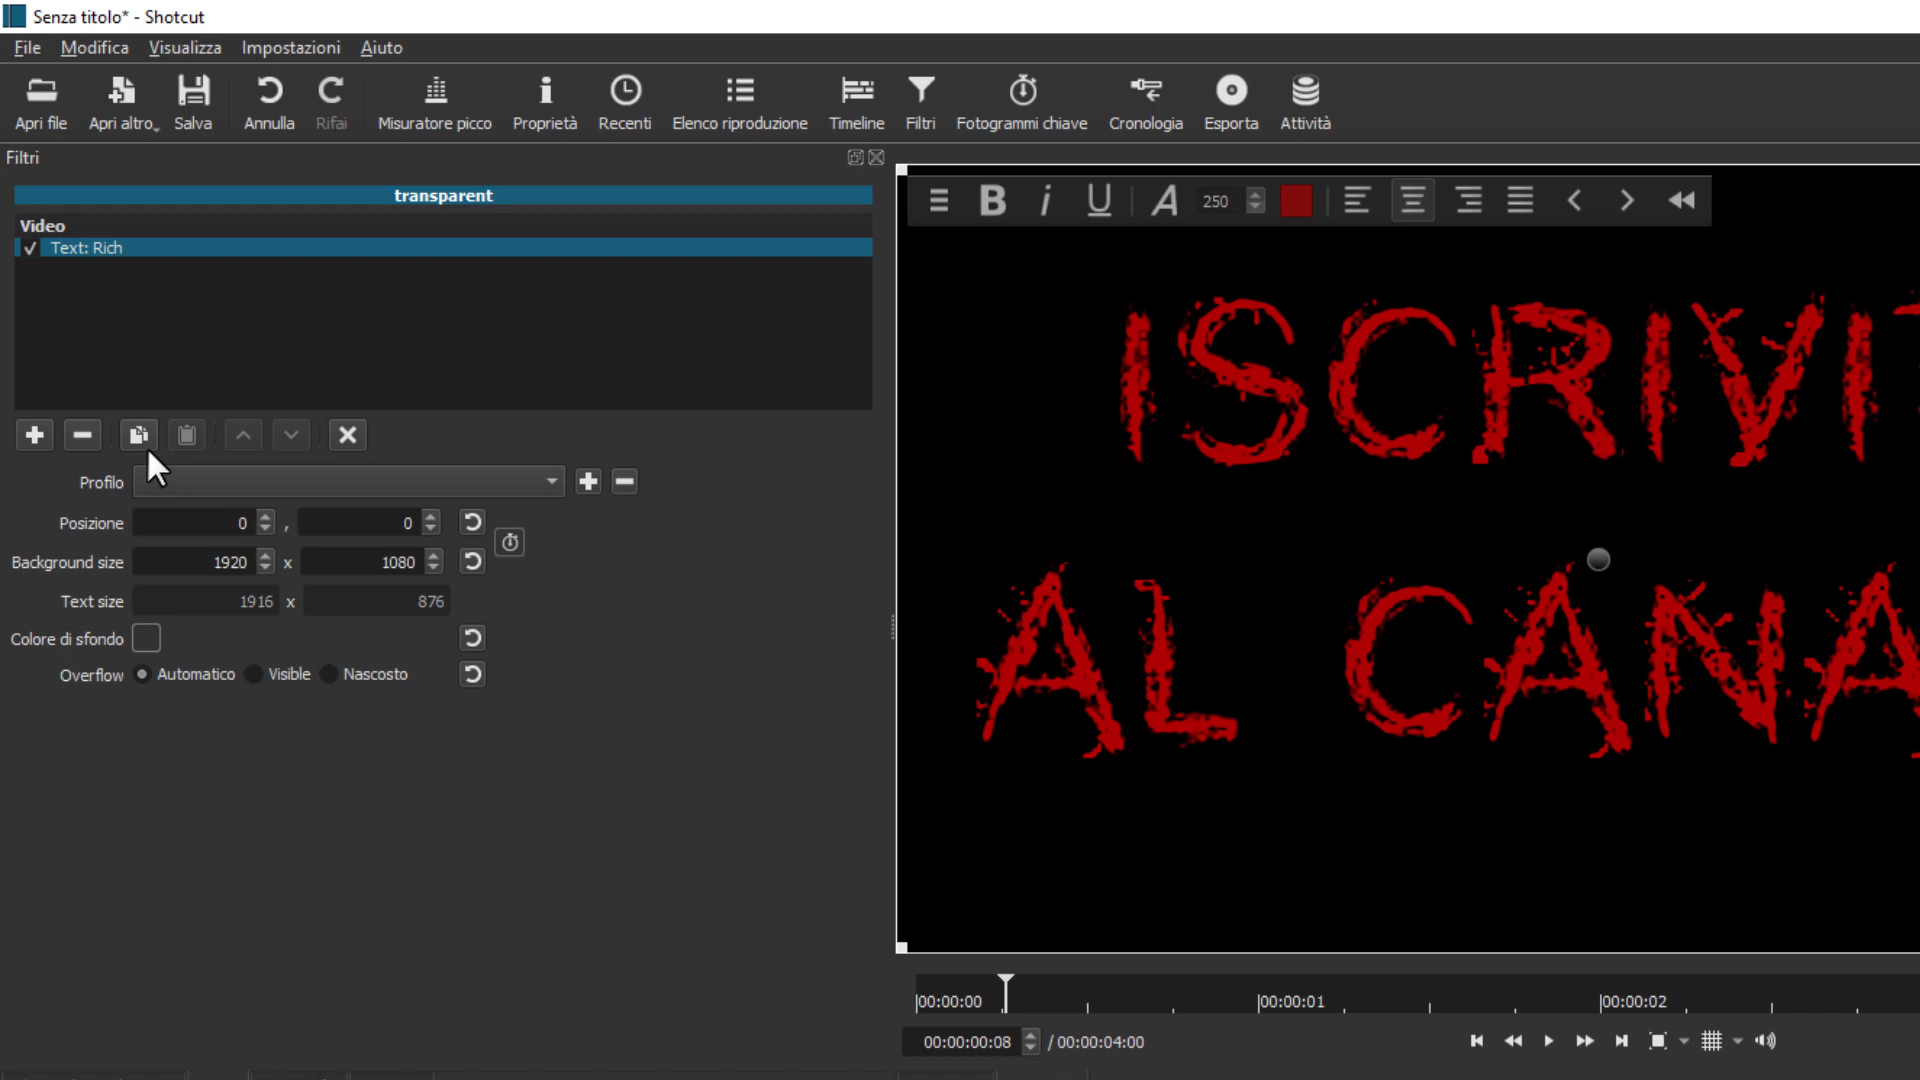 Senza titolo* - Shotcut
File Modifica Visualizza Impostazioni Aiuto
Apri file Apri altro Salva Annulla Rifai Misuratore picco Proprietà Recenti Elenco riproduzione Timeline Filtri Fotogrammi chiave Cronologia Esporta Attività
Filtri
transparent
Video
Text: Rich
Profilo
Posizione 0 , 0
Background size 1920 x 1080
Text size 1916 x 876
Colore di sfondo
Overflow Automatico Visible Nascosto
B i U A 250
ISCRIVI
AL CANA
00:00:00 00:00:01 00:00:02
00:00:00:08 / 00:00:04:00